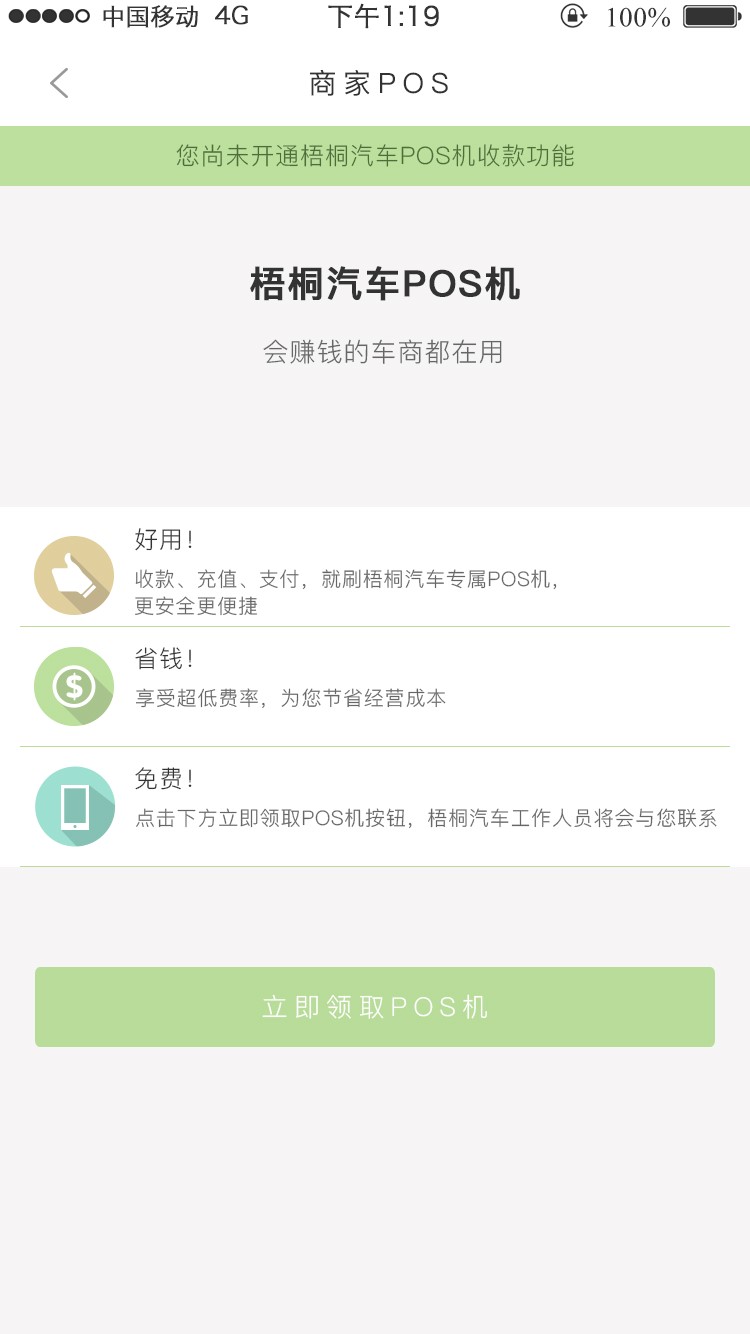 中国移动 4G 下午1:19 100%
商家POS
您尚未开通梧桐汽车POS机收款功能
梧桐汽车POS机
会赚钱的车商都在用
好用！
收款、充值、支付，就刷梧桐汽车专属POS机，
更安全更便捷
省钱！
$
享受超低费率，为您节省经营成本
免费！
点击下方立即领取POS机按钮，梧桐汽车工作人员将会与您联系
立即领取POS机